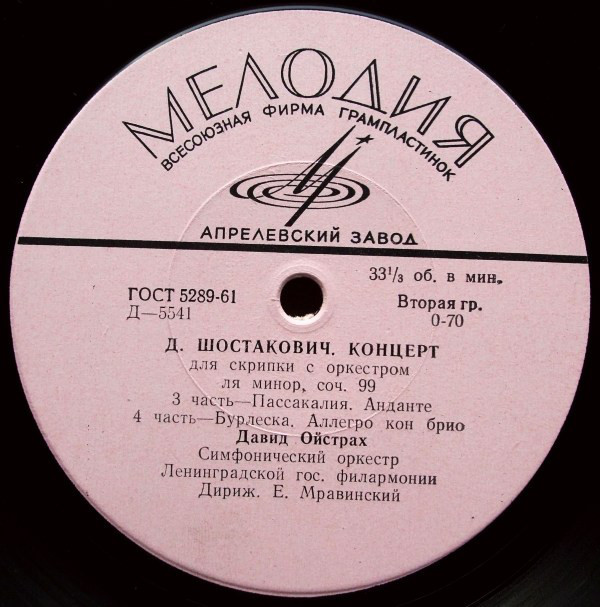 МЕЛОДИЯ
ВСЕСОЮЗНАЯ ФИРМА ГРАМПЛАСТИНОК
АПРЕЛЕВСКИЙ ЗАВОД
33¹/₃ об. в мин.
ГОСТ 5289-61
Вторая гр.
Д—5541
0-70
Д. ШОСТАКОВИЧ. КОНЦЕРТ
для скрипки с оркестром
ля минор, соч. 99
3 часть—Пассакалия. Анданте
4 часть—Бурлеска. Аллегро кон брио
Давид Ойстрах
Симфонический оркестр
Ленинградской гос. филармонии
Дириж. Е. Мравинский